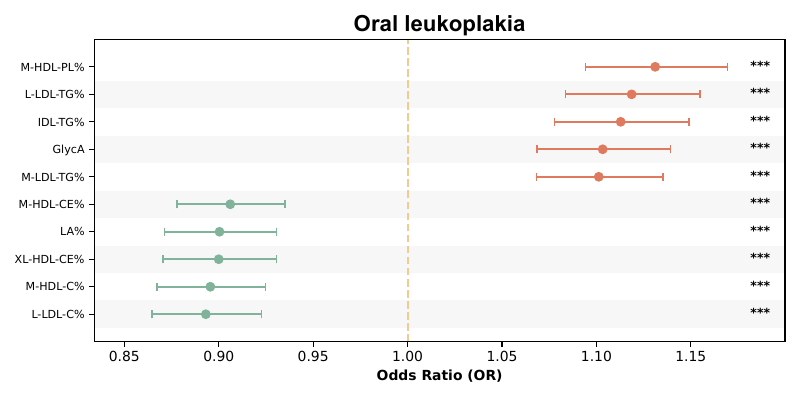 Oral leukoplakia
M-HDL-PL% ***
L-LDL-TG% ***
IDL-TG% ***
GlycA ***
M-LDL-TG% ***
M-HDL-CE% ***
LA% ***
XL-HDL-CE% ***
M-HDL-C% ***
L-LDL-C% ***
0.85 0.90 0.95 1.00 1.05 1.10 1.15
Odds Ratio (OR)